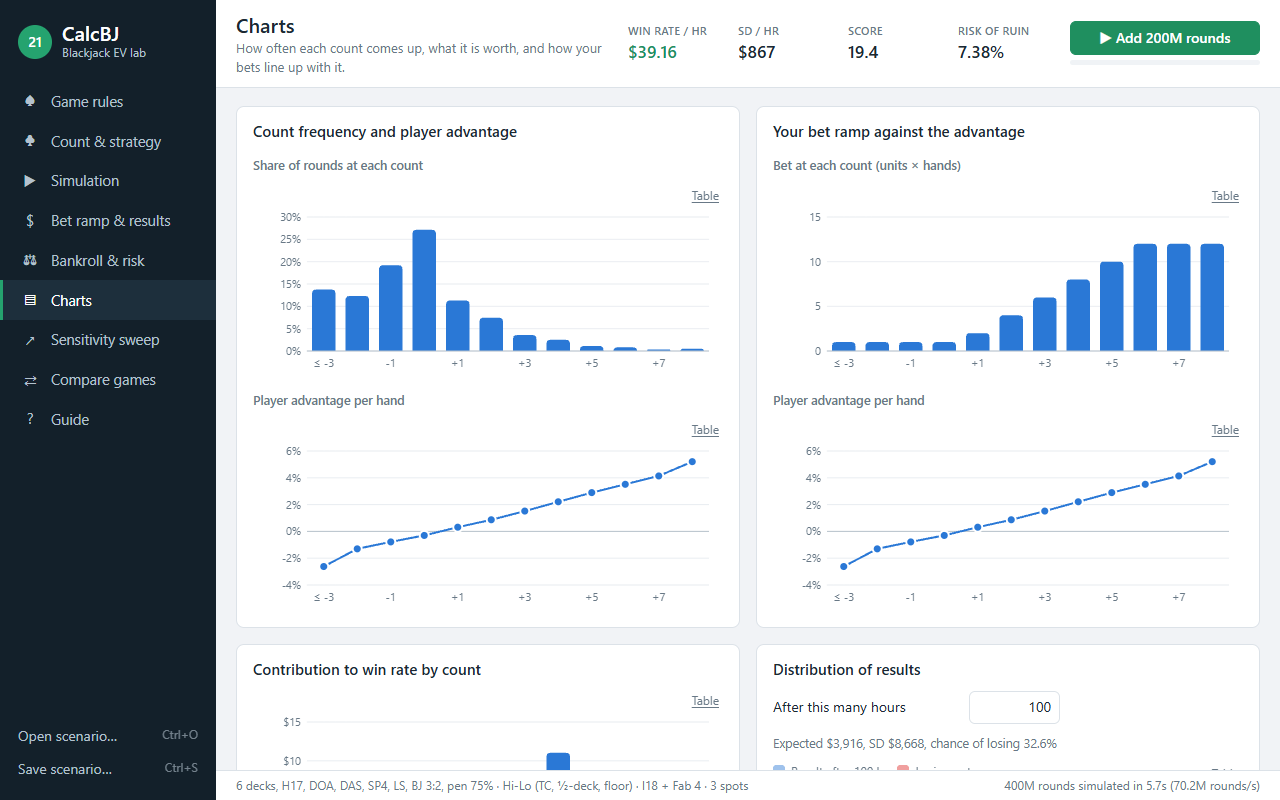 21
CalcBJ
Blackjack EV lab
Game rules
Count & strategy
Simulation
$ Bet ramp & results
Bankroll & risk
Charts
Sensitivity sweep
Compare games
? Guide
Open scenario... Ctrl+O
Save scenario... Ctrl+S
Charts
How often each count comes up, what it is worth, and how your
bets line up with it.
WIN RATE / HR
$39.16
SD / HR
$867
SCORE
19.4
RISK OF RUIN
7.38%
▶ Add 200M rounds
Count frequency and player advantage
Share of rounds at each count
Table
30%
25%
20%
15%
10%
5%
0%
≤ -3 -1 +1 +3 +5 +7
Player advantage per hand
Table
6%
4%
2%
0%
-2%
-4%
≤ -3 -1 +1 +3 +5 +7
Your bet ramp against the advantage
Bet at each count (units × hands)
Table
15
10
5
0
≤ -3 -1 +1 +3 +5 +7
Player advantage per hand
Table
6%
4%
2%
0%
-2%
-4%
≤ -3 -1 +1 +3 +5 +7
Contribution to win rate by count
Table
$15
$10
Distribution of results
After this many hours 100
Expected $3,916, SD $8,668, chance of losing 32.6%
6 decks, H17, DOA, DAS, SP4, LS, BJ 3:2, pen 75% · Hi-Lo (TC, ½-deck, floor) · I18 + Fab 4 · 3 spots
400M rounds simulated in 5.7s (70.2M rounds/s)